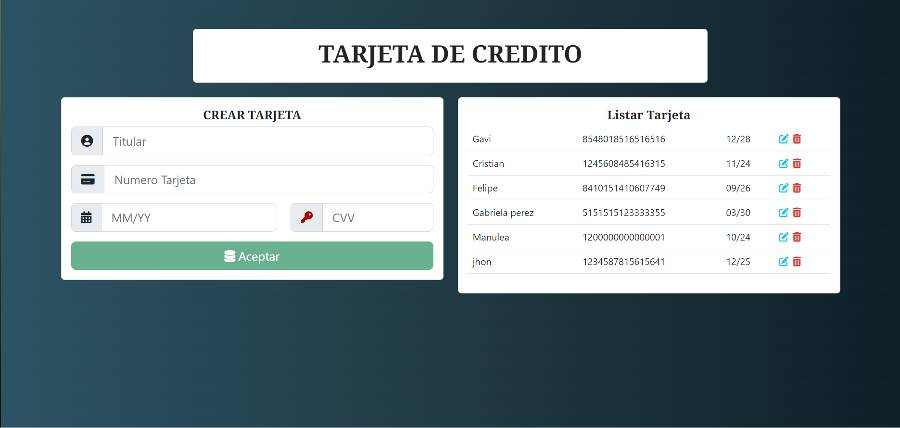 TARJETA DE CREDITO
CREAR TARJETA
Titular
Numero Tarjeta
MM/YY CVV
Aceptar
Listar Tarjeta
Gavi 8548018516516516 12/28
Cristian 1245608485416315 11/24
Felipe 8410151410607749 09/26
Gabriela perez 5151515123333355 03/30
Manulea 1200000000000001 10/24
jhon 1234587815615641 12/25